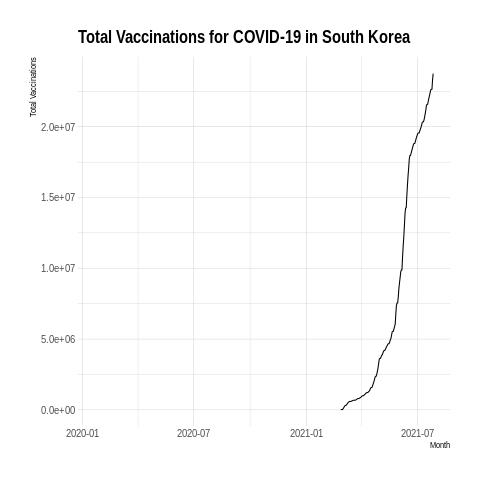 Total Vaccinations for COVID-19 in South Korea
Total Vaccinations
2.0e+07
1.5e+07
1.0e+07
5.0e+06
0.0e+00
2020-01 2020-07 2021-01 2021-07
Month